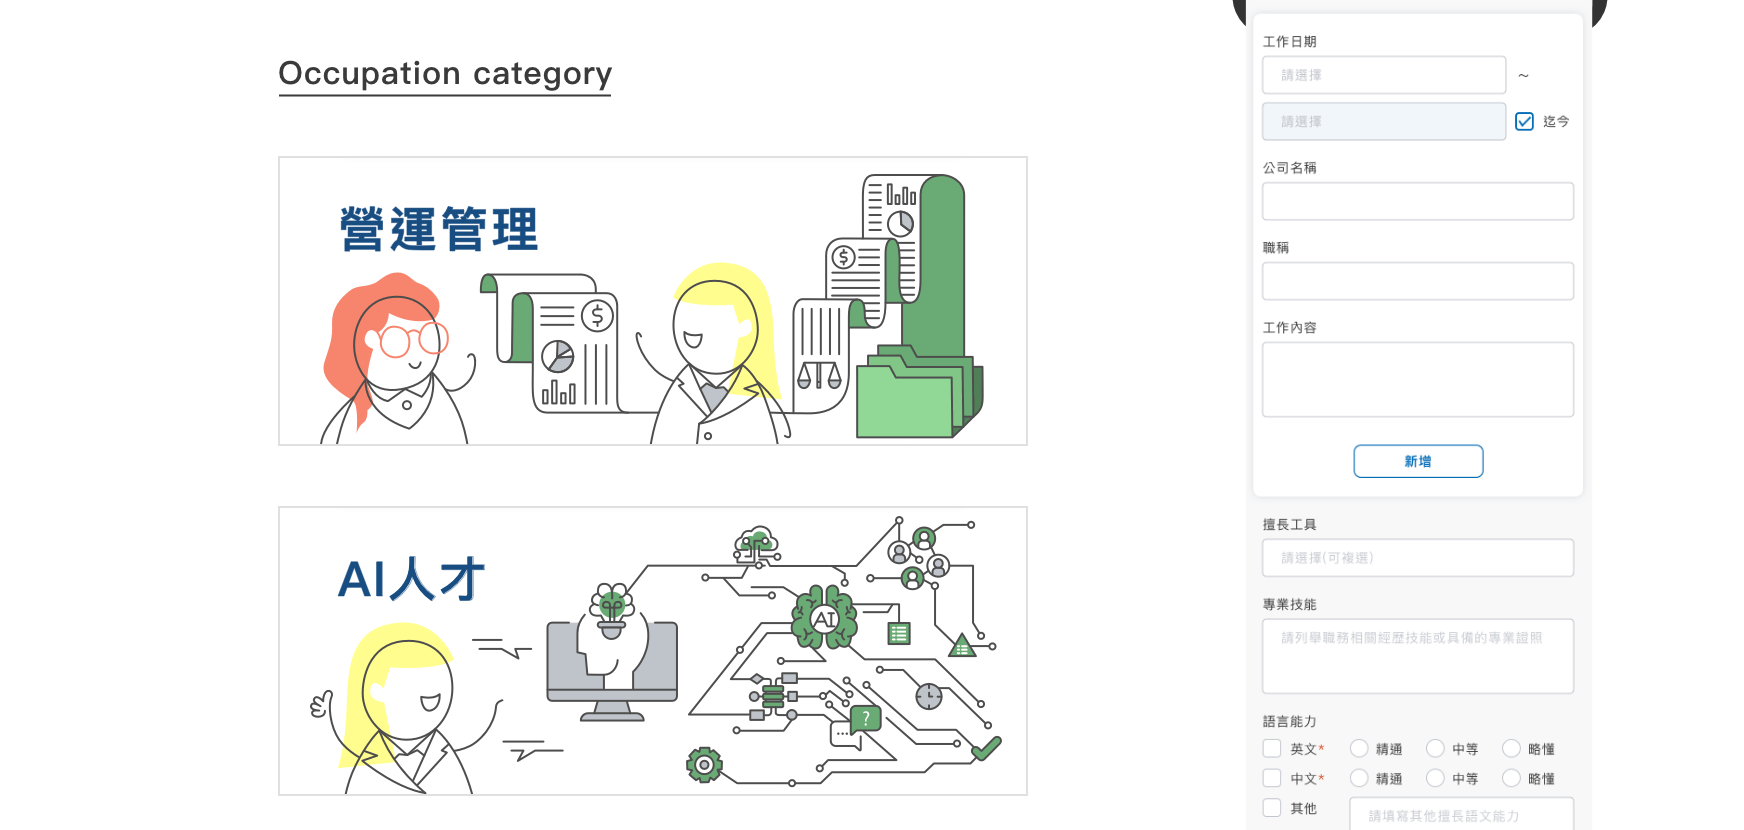 Occupation category
營運管理
$
$
AI人才
AI
?
...
工作日期
請選擇
~
請選擇
迄今
公司名稱
職稱
工作內容
新增
擅長工具
請選擇(可複選)
專業技能
請列舉職務相關經歷技能或具備的專業證照
語言能力
英文* 精通 中等 略懂
中文* 精通 中等 略懂
其他 請填寫其他擅長語文能力